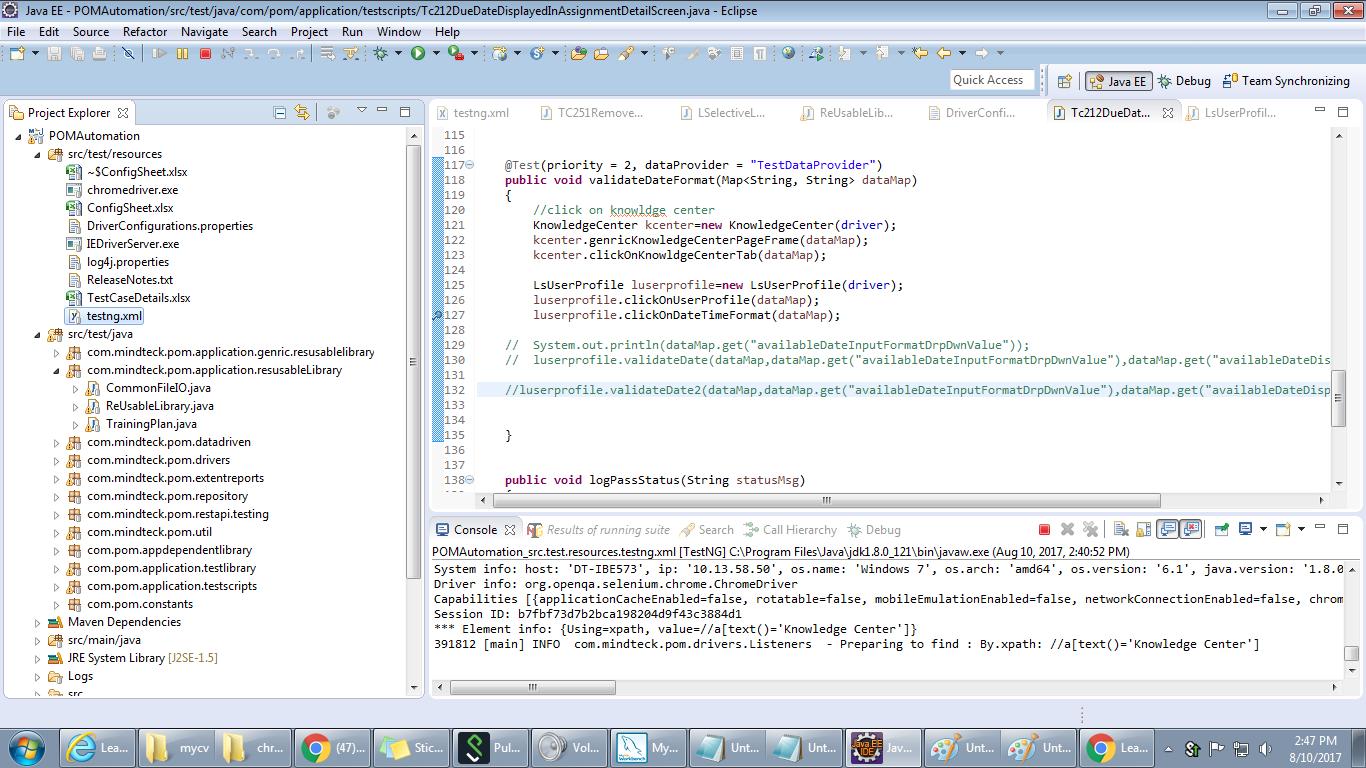 Java EE - POMAutomation/src/test/java/com/pom/application/testscripts/Tc212DueDateDisplayedInAssignmentDetailScreen.java - Eclipse
File Edit Source Refactor Navigate Search Project Run Window Help
Quick Access Java EE Debug Team Synchronizing
Project Explorer
POMAutomation
src/test/resources
~$ConfigSheet.xlsx
chromedriver.exe
ConfigSheet.xlsx
DriverConfigurations.properties
IEDriverServer.exe
log4j.properties
ReleaseNotes.txt
TestCaseDetails.xlsx
testng.xml
src/test/java
com.mindteck.pom.application.genric.resusablelibrary
com.mindteck.pom.application.resusableLibrary
CommonFileIO.java
ReUsableLibrary.java
TrainingPlan.java
com.mindteck.pom.datadriven
com.mindteck.pom.drivers
com.mindteck.pom.extentreports
com.mindteck.pom.repository
com.mindteck.pom.restapi.testing
com.mindteck.pom.util
com.pom.appdependentlibrary
com.pom.application.testlibrary
com.pom.application.testscripts
com.pom.constants
Maven Dependencies
src/main/java
JRE System Library [J2SE-1.5]
Logs
src
testng.xml TC251Remove... LSelectiveL... ReUsableLib... DriverConfi... Tc212DueDat... LsUserProfil...
115
116
117 @Test(priority = 2, dataProvider = "TestDataProvider")
118 public void validateDateFormat(Map<String, String> dataMap)
119 {
120 //click on knowldge center
121 KnowledgeCenter kcenter=new KnowledgeCenter(driver);
122 kcenter.genricKnowledgeCenterPageFrame(dataMap);
123 kcenter.clickOnKnowldgeCenterTab(dataMap);
124
125 LsUserProfile luserprofile=new LsUserProfile(driver);
126 luserprofile.clickOnUserProfile(dataMap);
127 luserprofile.clickOnDateTimeFormat(dataMap);
128
129 // System.out.println(dataMap.get("availableDateInputFormatDrpDwnValue"));
130 // luserprofile.validateDate(dataMap,dataMap.get("availableDateInputFormatDrpDwnValue"),dataMap.get("availableDateDis
131
132 //luserprofile.validateDate2(dataMap,dataMap.get("availableDateInputFormatDrpDwnValue"),dataMap.get("availableDateDisp
133
134
135 }
136
137
138 public void logPassStatus(String statusMsg)
Console Results of running suite Search Call Hierarchy Debug
POMAutomation_src.test.resources.testng.xml [TestNG] C:\Program Files\Java\jdk1.8.0_121\bin\javaw.exe (Aug 10, 2017, 2:40:52 PM)
System info: host: 'DT-IBE573', ip: '10.13.58.50', os.name: 'Windows 7', os.arch: 'amd64', os.version: '6.1', java.version: '1.8.0
Driver info: org.openqa.selenium.chrome.ChromeDriver
Capabilities [{applicationCacheEnabled=false, rotatable=false, mobileEmulationEnabled=false, networkConnectionEnabled=false, chrom
Session ID: b7fbf73d7b2bca198204d9f43c3884d1
*** Element info: {Using=xpath, value=//a[text()='Knowledge Center']}
391812 [main] INFO com.mindteck.pom.drivers.Listeners - Preparing to find : By.xpath: //a[text()='Knowledge Center']
Lea... mycv chr... (47)... Stic... Pul... Vol... My... Unt... Unt... Jav... Unt... Unt... Lea... 2:47 PM
8/10/2017